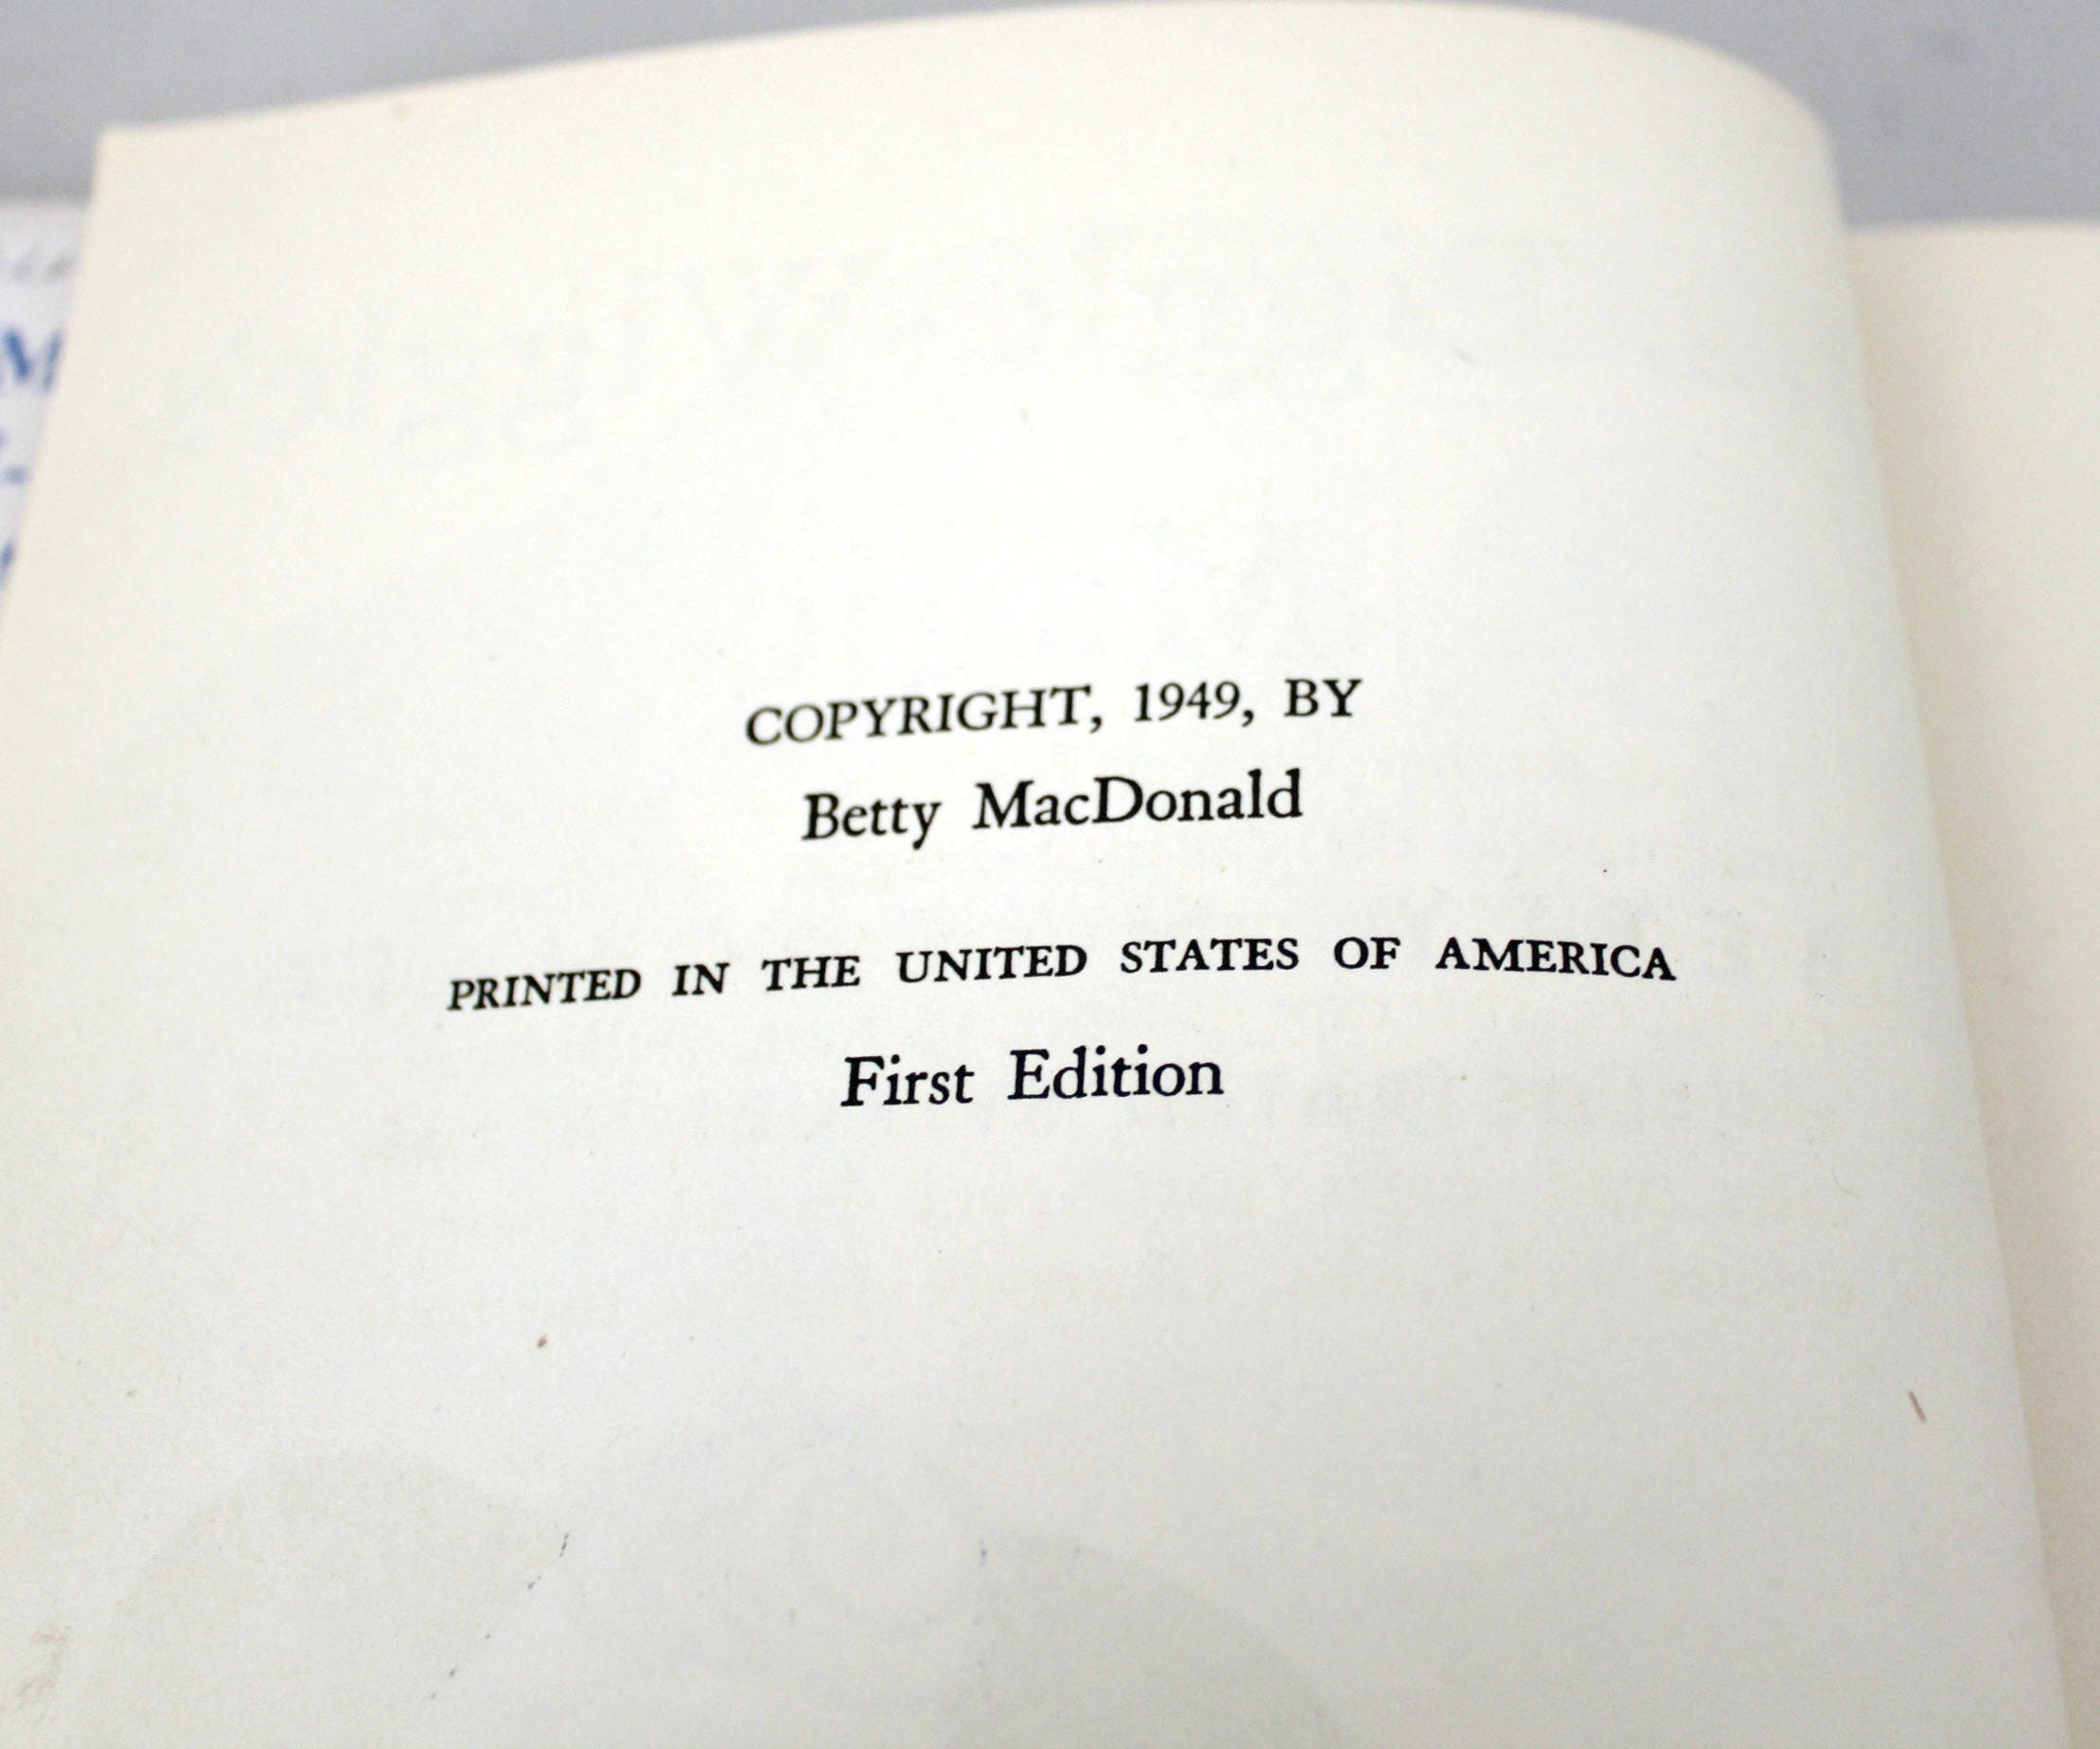 COPYRIGHT, 1949, BY
Betty MacDonald
PRINTED IN THE UNITED STATES OF AMERICA
First Edition